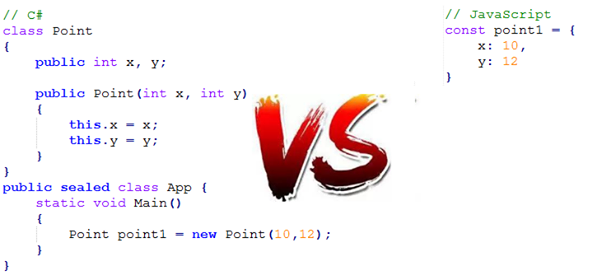 // C#
class Point
{
    public int x, y;
    public Point(int x, int y)
    {
        this.x = x;
        this.y = y;
    }
}
public sealed class App {
    static void Main()
    {
        Point point1 = new Point(10,12);
    }
}
VS
// JavaScript
const point1 = {
    x: 10,
    y: 12
}